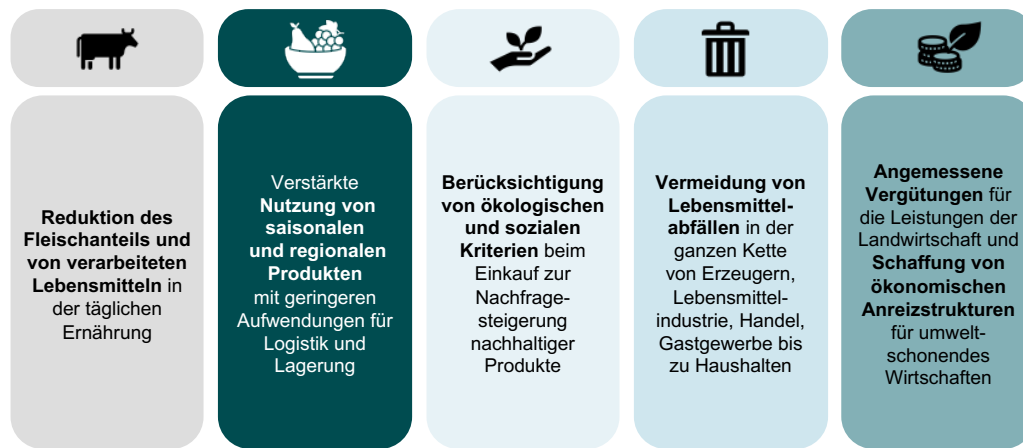 Reduktion des
Fleischanteils und
von verarbeiteten
Lebensmitteln in
der täglichen
Ernährung
Verstärkte
Nutzung von
saisonalen
und regionalen
Produkten
mit geringeren
Aufwendungen für
Logistik und
Lagerung
Berücksichtigung
von ökologischen
und sozialen
Kriterien beim
Einkauf zur
Nachfrage-
steigerung
nachhaltiger
Produkte
Vermeidung von
Lebensmittel-
abfällen in der
ganzen Kette
von Erzeugern,
Lebensmittel-
industrie, Handel,
Gastgewerbe bis
zu Haushalten
Angemessene
Vergütungen für
die Leistungen der
Landwirtschaft und
Schaffung von
ökonomischen
Anreizstrukturen
für umwelt-
schonendes
Wirtschaften